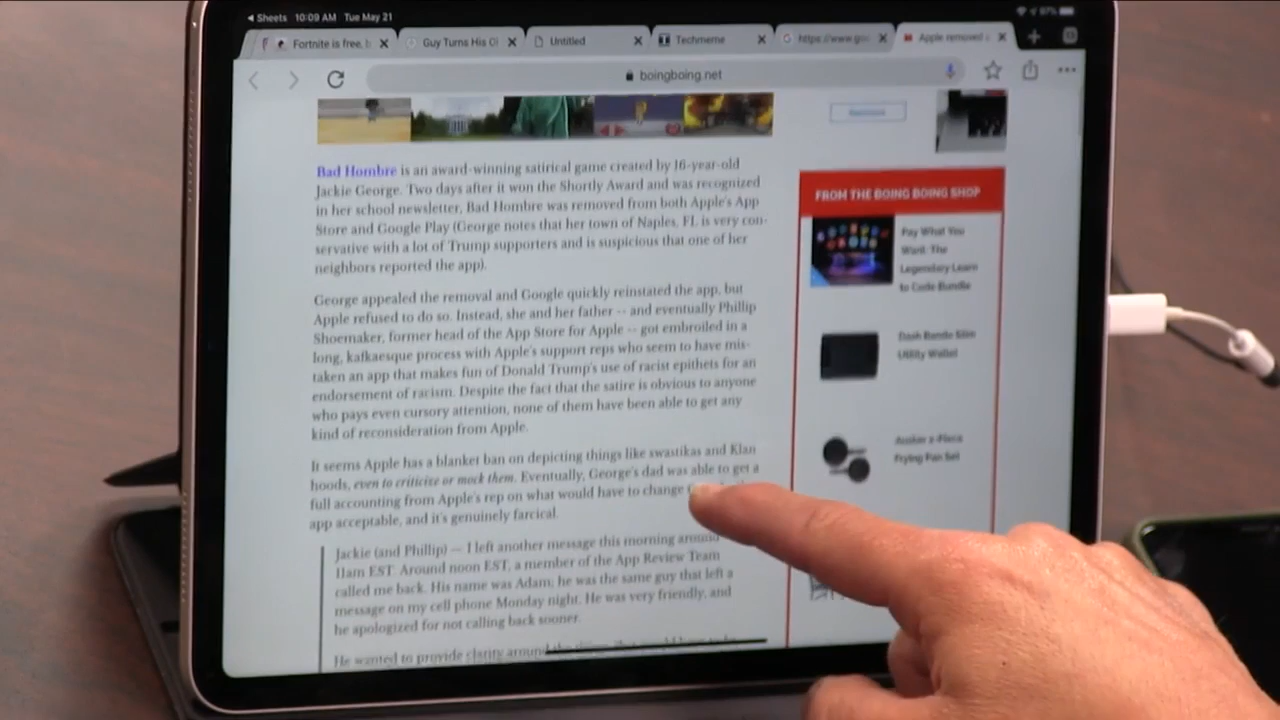 Sheets 10:09 AM Tue May 21
97%
Fortnite is free, b
Guy Turns His Ol
Untitled
Techmeme
https://www.goo
Apple removed a
boingboing.net
Bad Hombre is an award-winning satirical game created by 16-year-old
Jackie George. Two days after it won the Shortly Award and was recognized
in her school newsletter, Bad Hombre was removed from both Apple's App
Store and Google Play (George notes that her town of Naples, FL is very con-
servative with a lot of Trump supporters and is suspicious that one of her
neighbors reported the app).
George appealed the removal and Google quickly reinstated the app, but
Apple refused to do so. Instead, she and her father -- and eventually Phillip
Shoemaker, former head of the App Store for Apple -- got embroiled in a
long, kafkaesque process with Apple's support reps who seem to have mis-
taken an app that makes fun of Donald Trump's use of racist epithets for an
endorsement of racism. Despite the fact that the satire is obvious to anyone
who pays even cursory attention, none of them have been able to get any
kind of reconsideration from Apple.
It seems Apple has a blanket ban on depicting things like swastikas and Klan
hoods, even to criticize or mock them. Eventually, George's dad was able to get a
full accounting from Apple's rep on what would have to change
app acceptable, and it's genuinely farcical.
Jackie (and Phillip) — I left another message this morning around
11am EST. Around noon EST, a member of the App Review Team
called me back. His name was Adam; he was the same guy that left a
message on my cell phone Monday night. He was very friendly, and
he apologized for not calling back sooner.
He wanted to provide clarity around
FROM THE BOING BOING SHOP
Pay What You
Want: The
Legendary Learn
to Code Bundle
Dash Rando Slim
Utility Wallet
Frying Pan Set